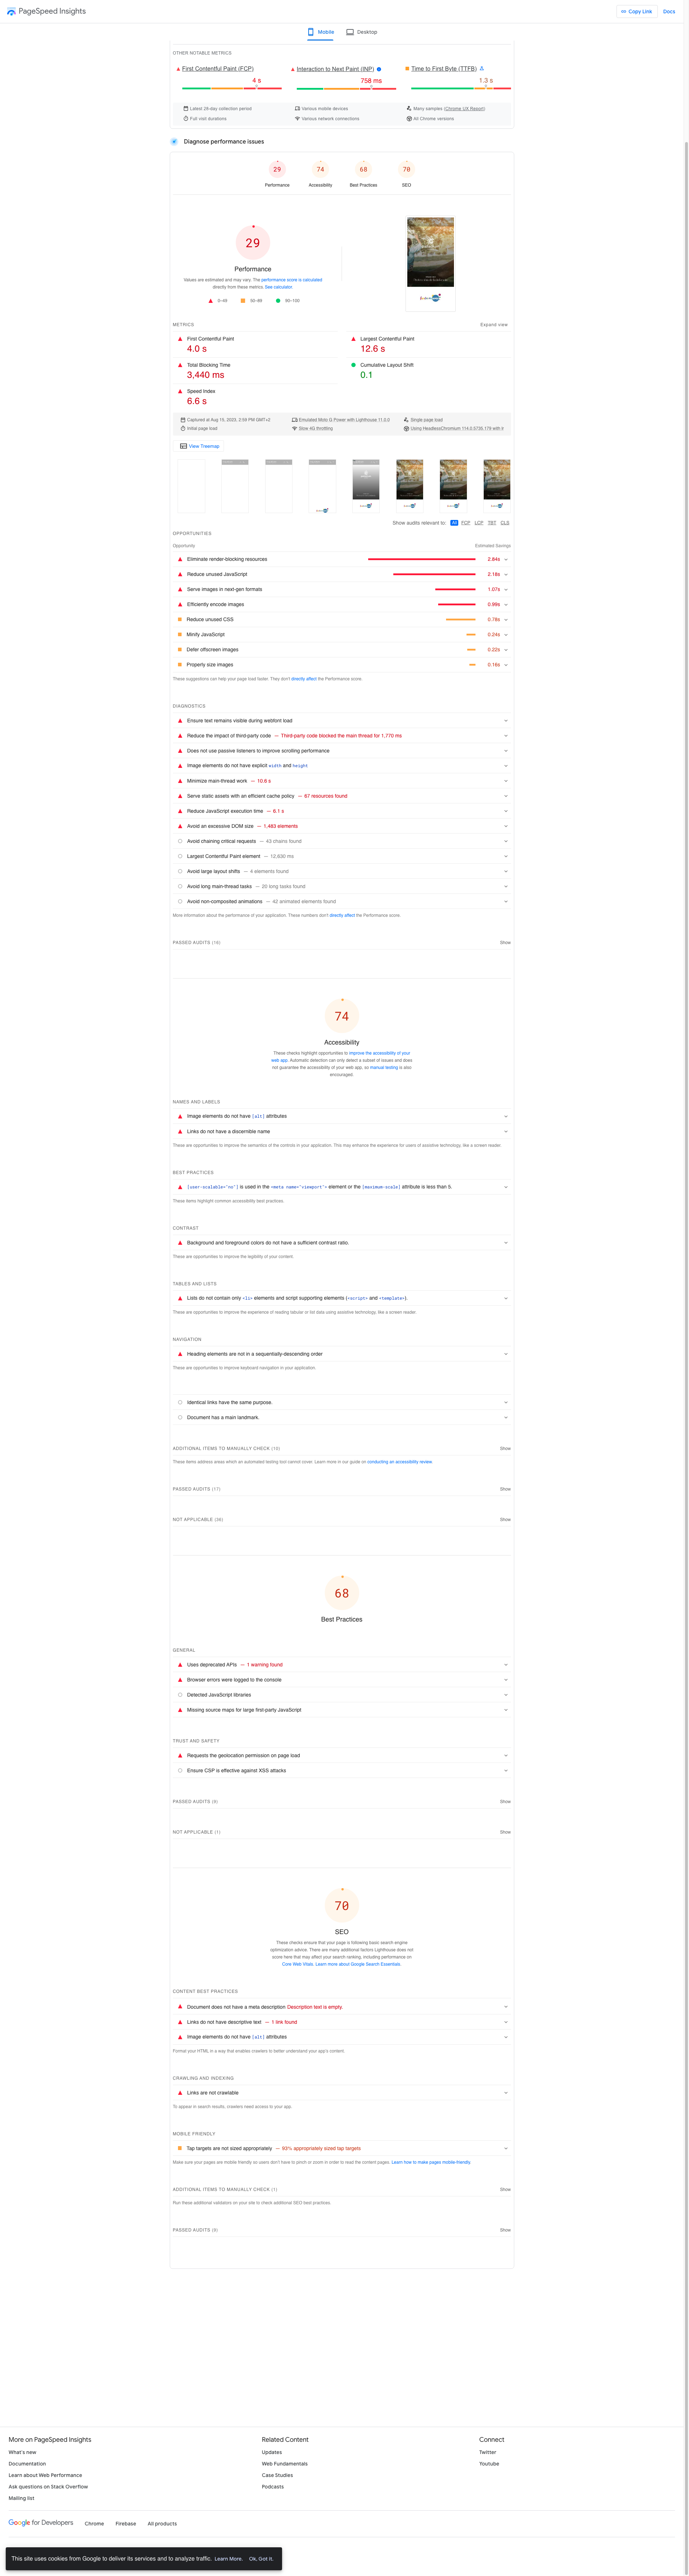 PageSpeed Insights
Copy Link
Docs
Mobile
Desktop
OTHER NOTABLE METRICS
First Contentful Paint (FCP)
4 s
Interaction to Next Paint (INP)
758 ms
Time to First Byte (TTFB)
1.3 s
Latest 28-day collection period
Various mobile devices
Many samples (Chrome UX Report)
Full visit durations
Various network connections
All Chrome versions
Diagnose performance issues
29
74
68
70
Performance
Accessibility
Best Practices
SEO
29
Performance
Values are estimated and may vary. The performance score is calculated
directly from these metrics. See calculator.
0–49
50–89
90–100
METRICS
Expand view
First Contentful Paint
4.0 s
Largest Contentful Paint
12.6 s
Total Blocking Time
3,440 ms
Cumulative Layout Shift
0.1
Speed Index
6.6 s
Captured at Aug 15, 2023, 2:09 PM GMT+2
Emulated Moto G Power with Lighthouse 11.0.0
Single page load
Initial page load
Slow 4G throttling
Using HeadlessChromium 114.0.5735.179 with lr
View Treemap
Show audits relevant to:
All
FCP
LCP
TBT
CLS
OPPORTUNITIES
Opportunity
Estimated Savings
Eliminate render-blocking resources
2.84s
Reduce unused JavaScript
2.18s
Serve images in next-gen formats
1.07s
Efficiently encode images
0.99s
Reduce unused CSS
0.78s
Minify JavaScript
0.24s
Defer offscreen images
0.22s
Properly size images
0.16s
These suggestions can help your page load faster. They don't directly affect the Performance score.
DIAGNOSTICS
Ensure text remains visible during webfont load
Reduce the impact of third-party code — Third-party code blocked the main thread for 1,770 ms
Does not use passive listeners to improve scrolling performance
Image elements do not have explicit width and height
Minimize main-thread work — 10.6 s
Serve static assets with an efficient cache policy — 67 resources found
Reduce JavaScript execution time — 6.1 s
Avoid an excessive DOM size — 1,483 elements
Avoid chaining critical requests — 43 chains found
Largest Contentful Paint element — 12,630 ms
Avoid large layout shifts — 4 elements found
Avoid long main-thread tasks — 20 long tasks found
Avoid non-composited animations — 42 animated elements found
More information about the performance of your application. These numbers don't directly affect the Performance score.
PASSED AUDITS (16)
Show
74
Accessibility
These checks highlight opportunities to improve the accessibility of your
web app. Automatic detection can only detect a subset of issues and does
not guarantee the accessibility of your web app, so manual testing is also
encouraged.
NAMES AND LABELS
Image elements do not have [alt] attributes
Links do not have a discernible name
These are opportunities to improve the semantics of the controls in your application. This may enhance the experience for users of assistive technology, like a screen reader.
BEST PRACTICES
[user-scalable="no"] is used in the <meta name="viewport"> element or the [maximum-scale] attribute is less than 5.
These items highlight common accessibility best practices.
CONTRAST
Background and foreground colors do not have a sufficient contrast ratio.
These are opportunities to improve the legibility of your content.
TABLES AND LISTS
Lists do not contain only <li> elements and script supporting elements (<script> and <template>).
These are opportunities to improve the experience of reading tabular or list data using assistive technology, like a screen reader.
NAVIGATION
Heading elements are not in a sequentially-descending order
These are opportunities to improve keyboard navigation in your application.
Identical links have the same purpose.
Document has a main landmark.
ADDITIONAL ITEMS TO MANUALLY CHECK (10)
Show
These items address areas which an automated testing tool cannot cover. Learn more in our guide on conducting an accessibility review.
PASSED AUDITS (17)
Show
NOT APPLICABLE (36)
Show
68
Best Practices
GENERAL
Uses deprecated APIs — 1 warning found
Browser errors were logged to the console
Detected JavaScript libraries
Missing source maps for large first-party JavaScript
TRUST AND SAFETY
Requests the geolocation permission on page load
Ensure CSP is effective against XSS attacks
PASSED AUDITS (9)
Show
NOT APPLICABLE (1)
Show
70
SEO
These checks ensure that your page is following basic search engine
optimization advice. There are many additional factors Lighthouse does not
score here that may affect your search ranking, including performance on
Core Web Vitals. Learn more about Google Search Essentials.
CONTENT BEST PRACTICES
Document does not have a meta description Description text is empty.
Links do not have descriptive text — 1 link found
Image elements do not have [alt] attributes
Format your HTML in a way that enables crawlers to better understand your app's content.
CRAWLING AND INDEXING
Links are not crawlable
To appear in search results, crawlers need access to your app.
MOBILE FRIENDLY
Tap targets are not sized appropriately — 93% appropriately sized tap targets
Make sure your pages are mobile friendly so users don't have to pinch or zoom in order to read the content pages. Learn how to make pages mobile-friendly.
ADDITIONAL ITEMS TO MANUALLY CHECK (1)
Show
Run these additional validators on your site to check additional SEO best practices.
PASSED AUDITS (9)
Show
More on PageSpeed Insights
What's new
Documentation
Learn about Web Performance
Ask questions on Stack Overflow
Mailing list
Related Content
Updates
Web Fundamentals
Case Studies
Podcasts
Connect
Twitter
Youtube
Google for Developers
Chrome
Firebase
All products
This site uses cookies from Google to deliver its services and to analyze traffic.
Learn More.
Ok, Got it.